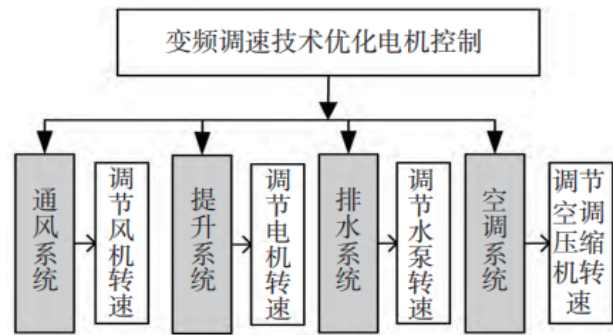 变频调速技术优化电机控制
通风系统
调节风机转速
提升系统
调节电机转速
排水系统
调节水泵转速
空调系统
调节
空调
压缩
机转
速